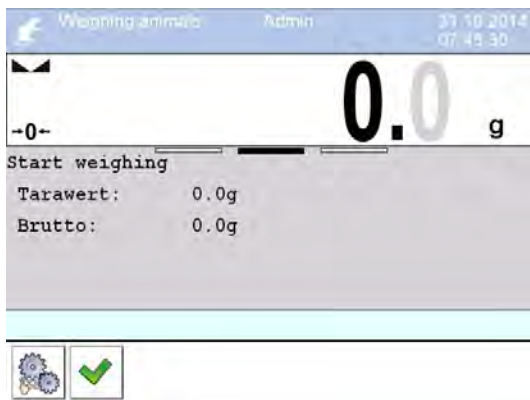 Weighing animals Admin 31.10.2014
07:45:30
0.0
→0← g
Start weighing
Tarawert: 0.0g
Brutto: 0.0g